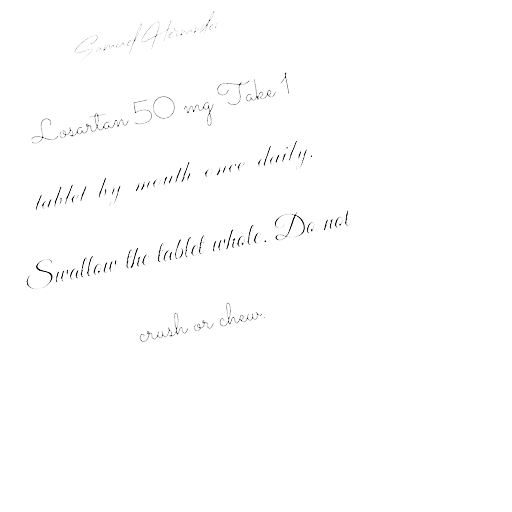 Samuel Hernandez
Losartan 50 mg Take 1
tablet by mouth once daily.
Swallow the tablet whole. Do not
crush or chew.